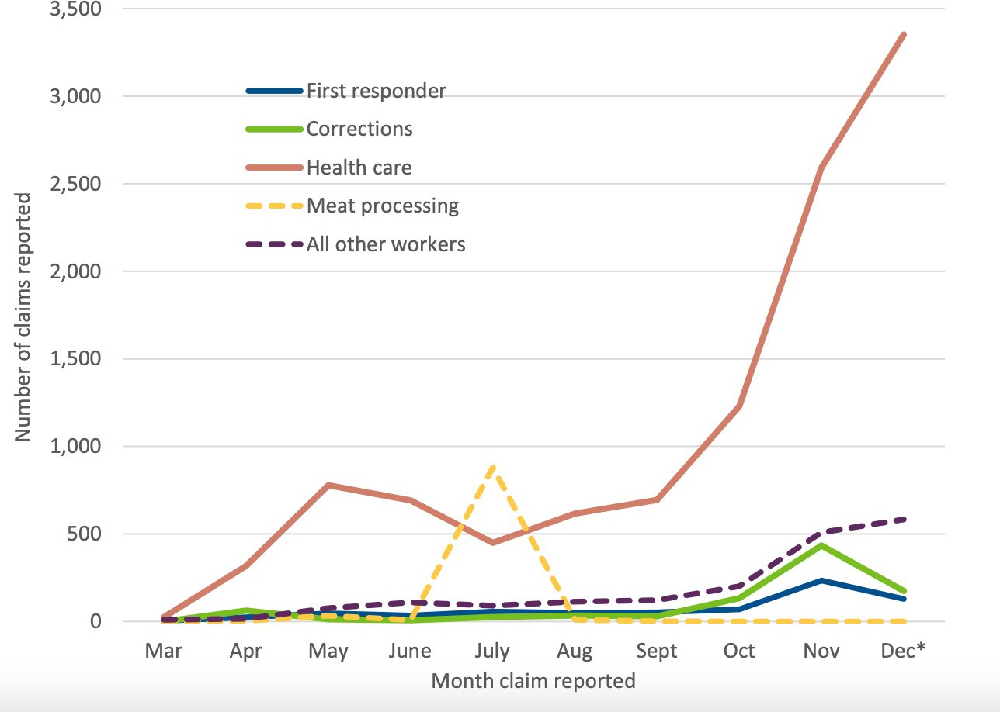 3,500
3,000
2,500
2,000
1,500
1,000
500
0
Number of claims reported
First responder
Corrections
Health care
Meat processing
All other workers
Mar Apr May June July Aug Sept Oct Nov Dec*
Month claim reported